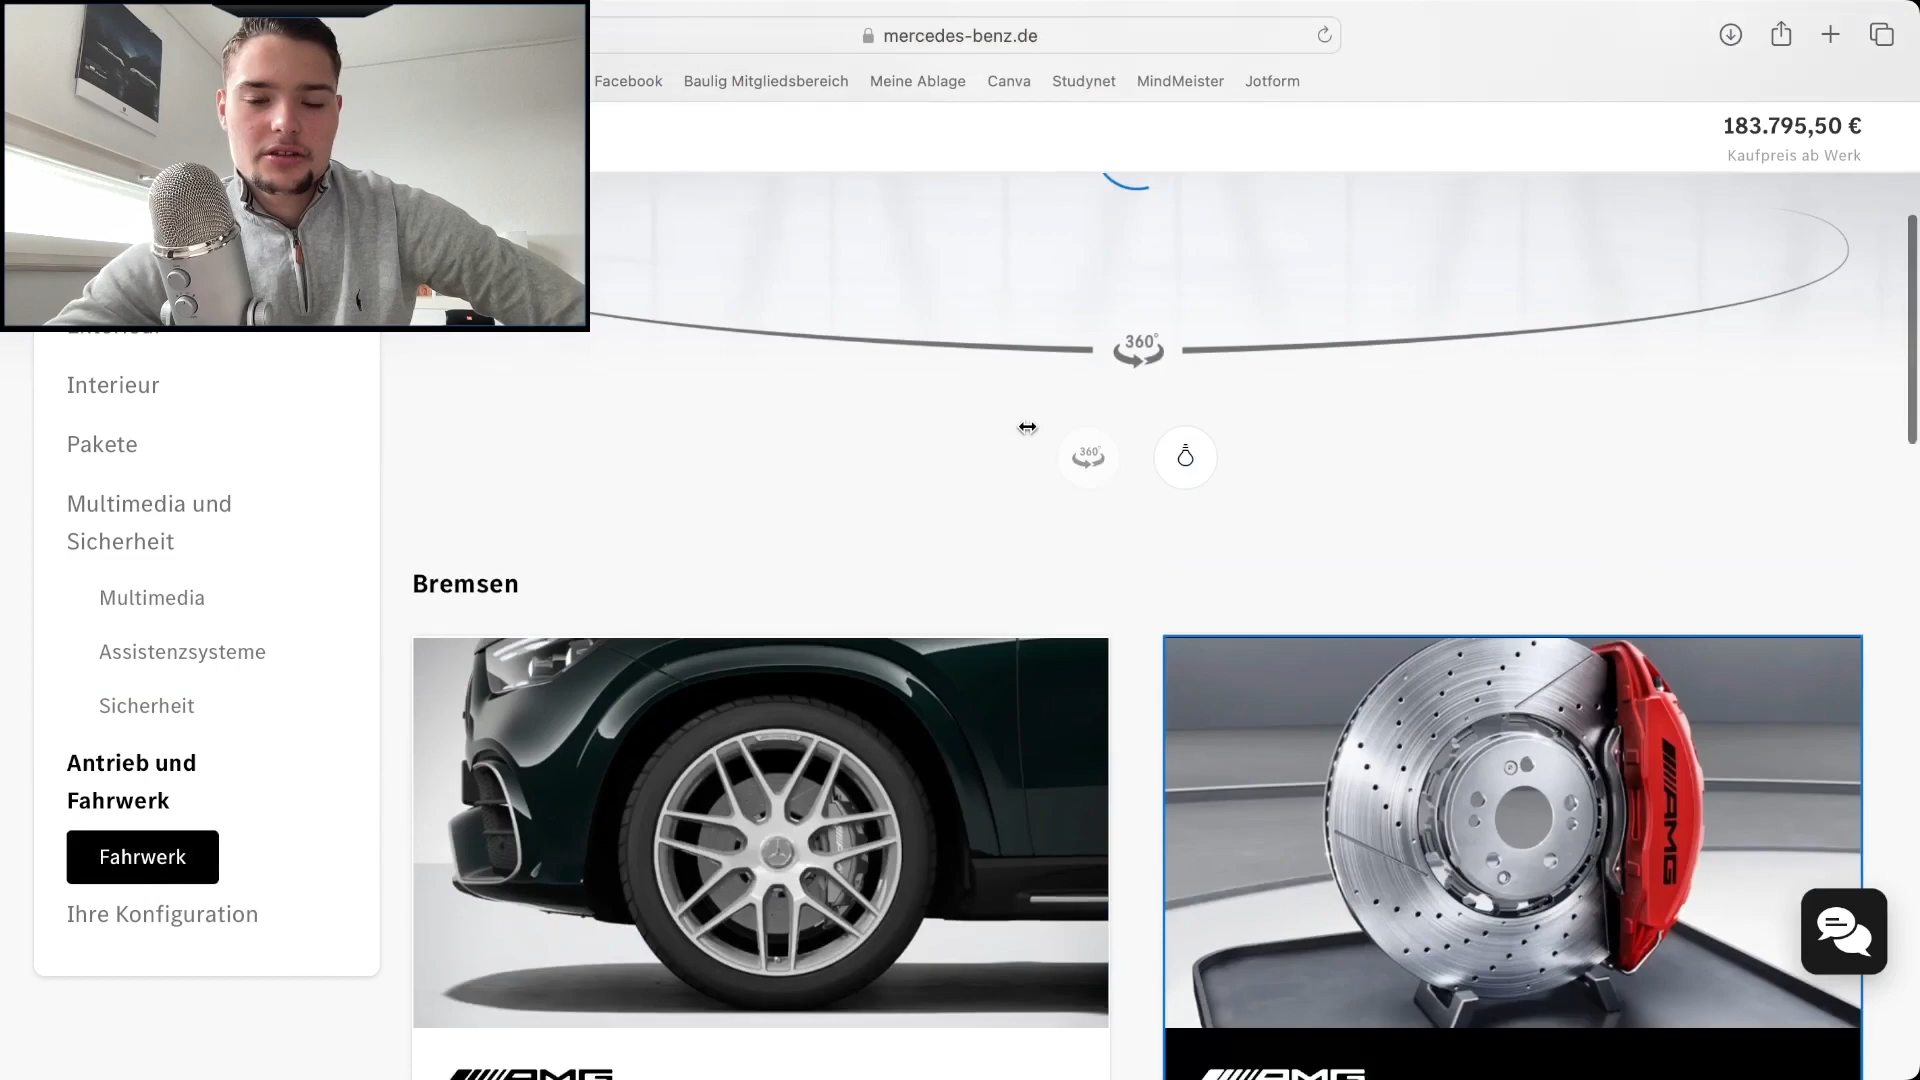 mercedes-benz.de
Facebook
Baulig Mitgliedsbereich
Meine Ablage
Canva
Studynet
MindMeister
Jotform
183.795,50 €
Kaufpreis ab Werk
360°
360°
Interieur
Pakete
Multimedia und
Sicherheit
Multimedia
Assistenzsysteme
Sicherheit
Antrieb und
Fahrwerk
Fahrwerk
Ihre Konfiguration
Bremsen
AMG
AMG
AMG